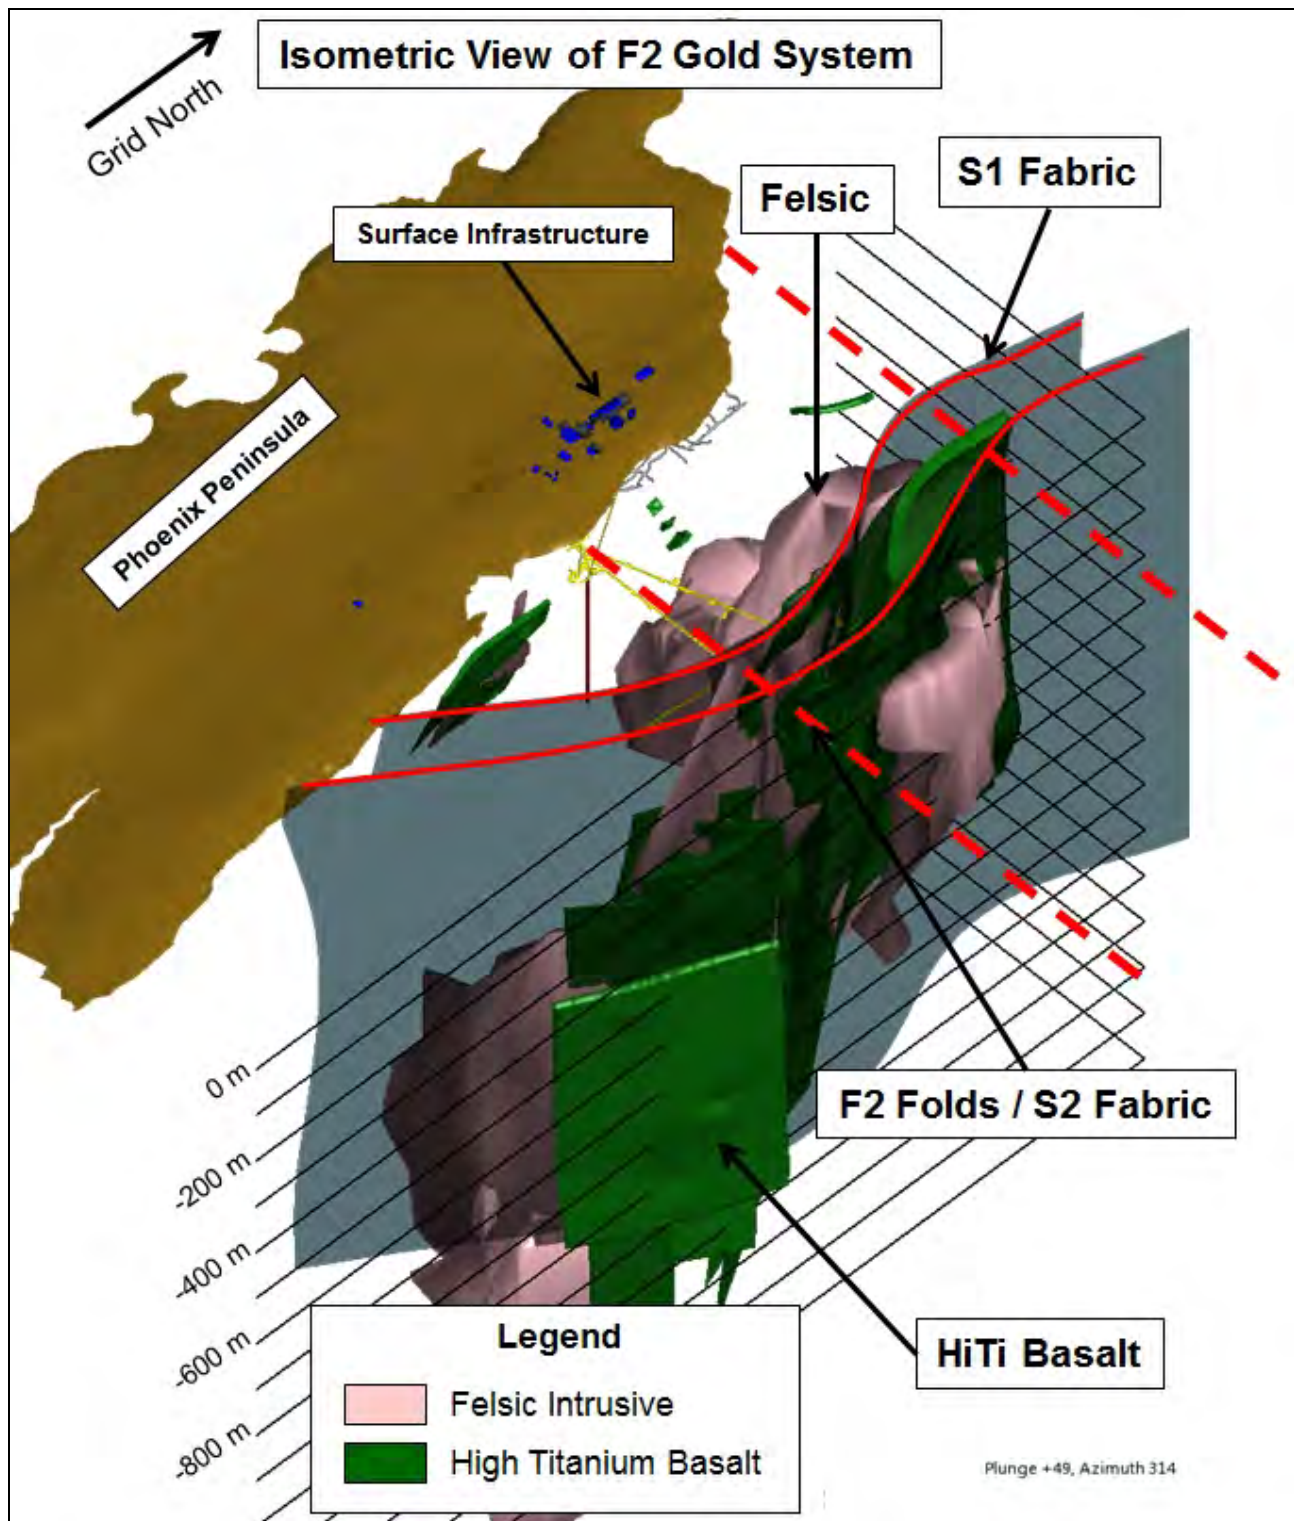 Isometric View of F2 Gold System
Grid North
S1 Fabric
Felsic
Surface Infrastructure
Phoenix Peninsula
0 m
-200 m
-400 m
-600 m
-800 m
F2 Folds / S2 Fabric
HiTi Basalt
Legend
Felsic Intrusive
High Titanium Basalt
Plunge +49, Azimuth 314